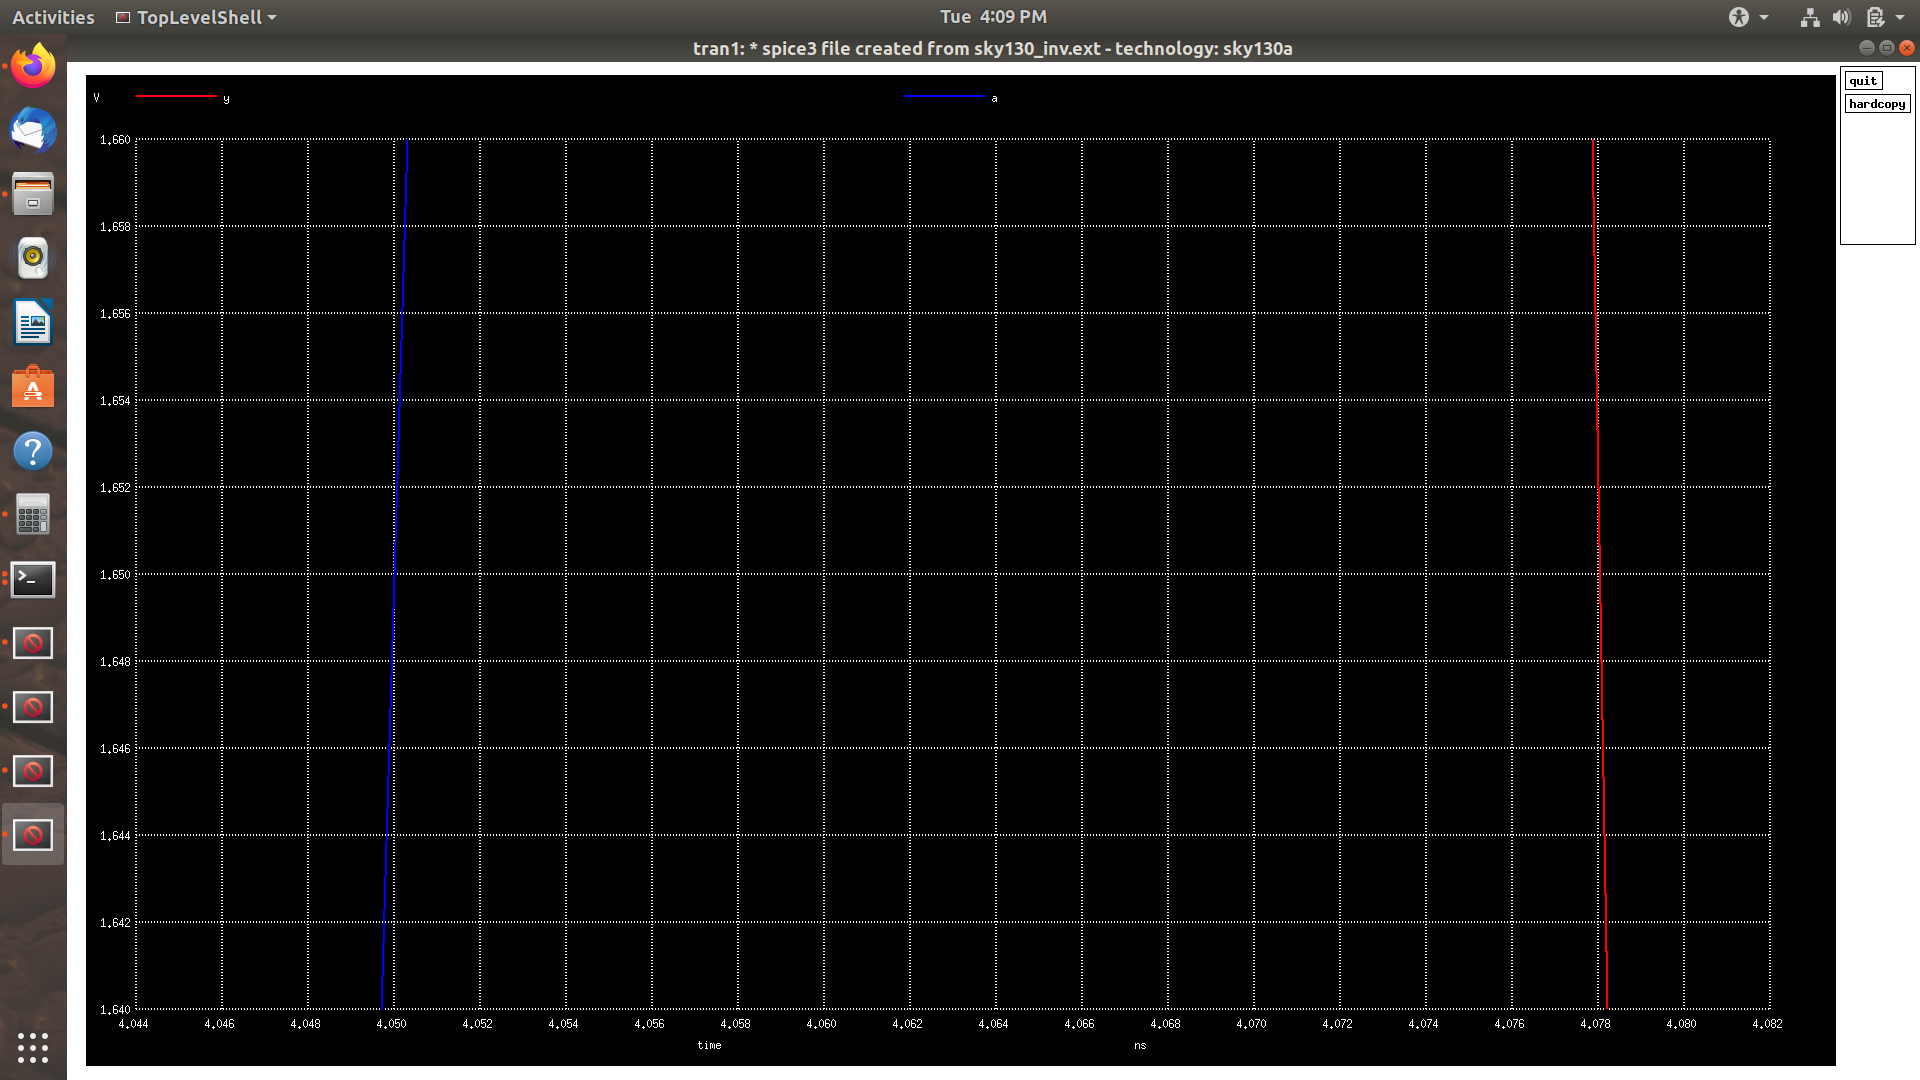 Activities TopLevelShell Tue 4:09 PM
tran1: * spice3 file created from sky130_inv.ext - technology: sky130a
quit
hardcopy
V y a
1.660
1.658
1.656
1.654
1.652
1.650
1.648
1.646
1.644
1.642
1.640
4.044 4.046 4.048 4.050 4.052 4.054 4.056 4.058 4.060 4.062 4.064 4.066 4.068 4.070 4.072 4.074 4.076 4.078 4.080 4.082
time ns